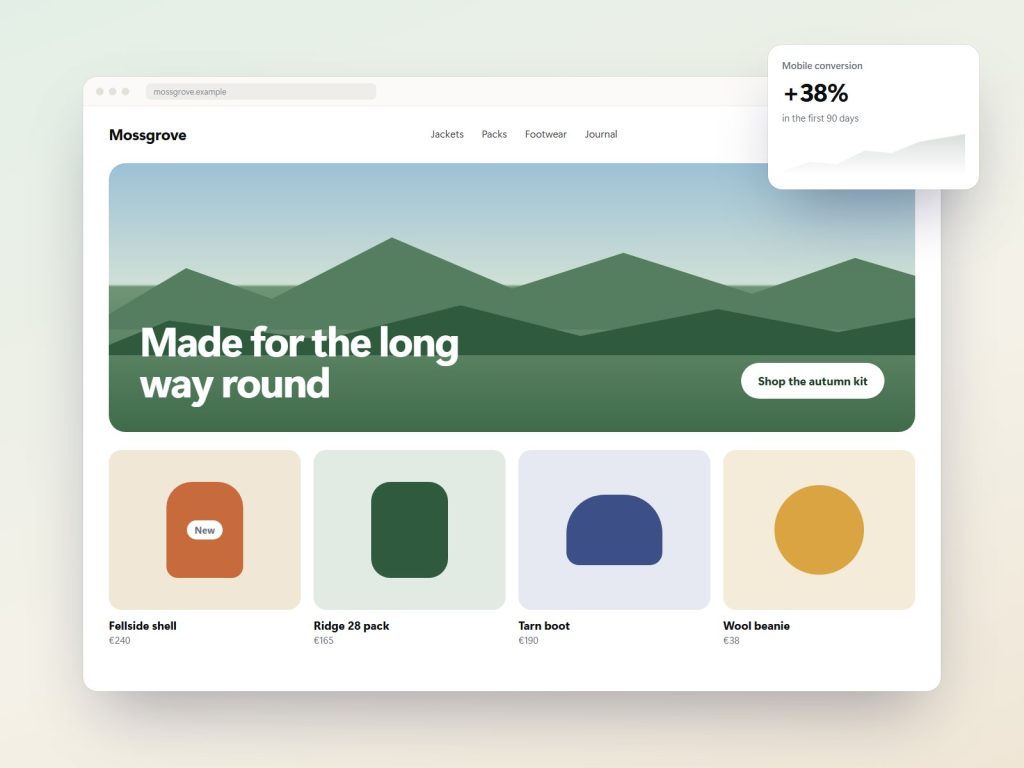 mossgrove.example
Mobile conversion
+38%
in the first 90 days
Mossgrove
Jackets
Packs
Footwear
Journal
Made for the long
way round
Shop the autumn kit
New
Fellside shell
€240
Ridge 28 pack
€165
Tarn boot
€190
Wool beanie
€38